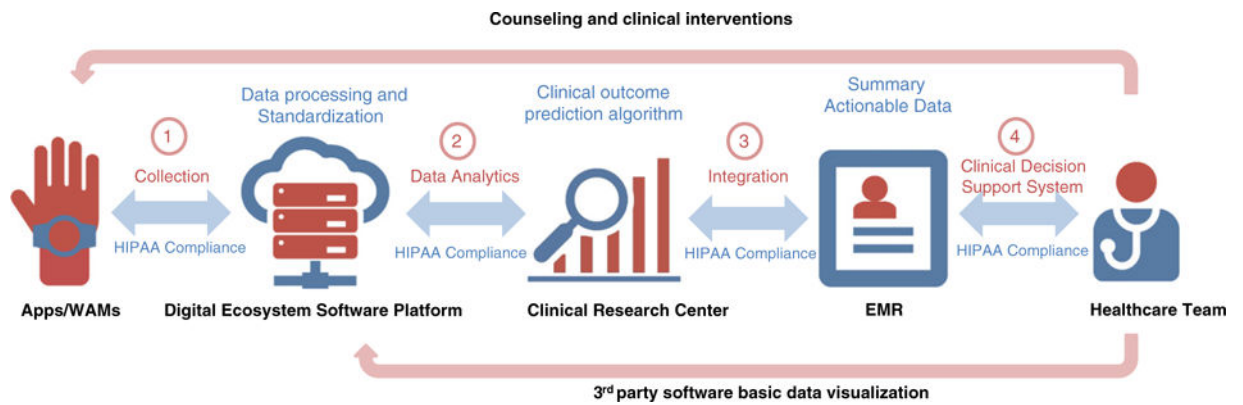 Counseling and clinical interventions
Data processing and
Standardization
Clinical outcome
prediction algorithm
Summary
Actionable Data
1
Collection
HIPAA Compliance
2
Data Analytics
HIPAA Compliance
3
Integration
HIPAA Compliance
4
Clinical Decision
Support System
HIPAA Compliance
Apps/WAMs
Digital Ecosystem Software Platform
Clinical Research Center
EMR
Healthcare Team
3rd party software basic data visualization